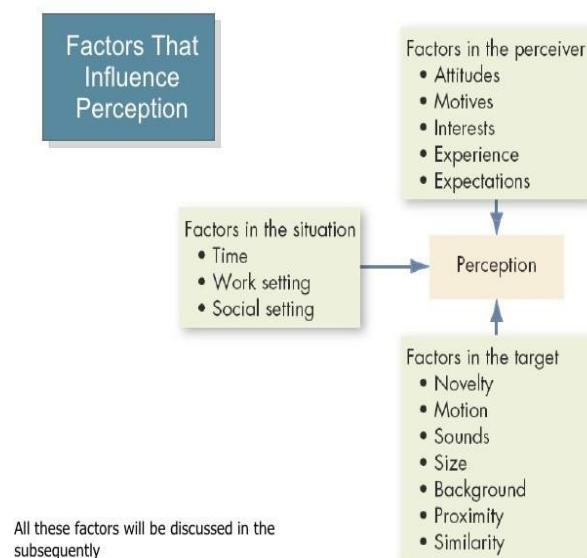 Factors That
Influence
Perception
Factors in the perceiver
• Attitudes
• Motives
• Interests
• Experience
• Expectations
Factors in the situation
• Time
• Work setting
• Social setting
Perception
Factors in the target
• Novelty
• Motion
• Sounds
• Size
• Background
• Proximity
• Similarity
All these factors will be discussed in the
subsequently